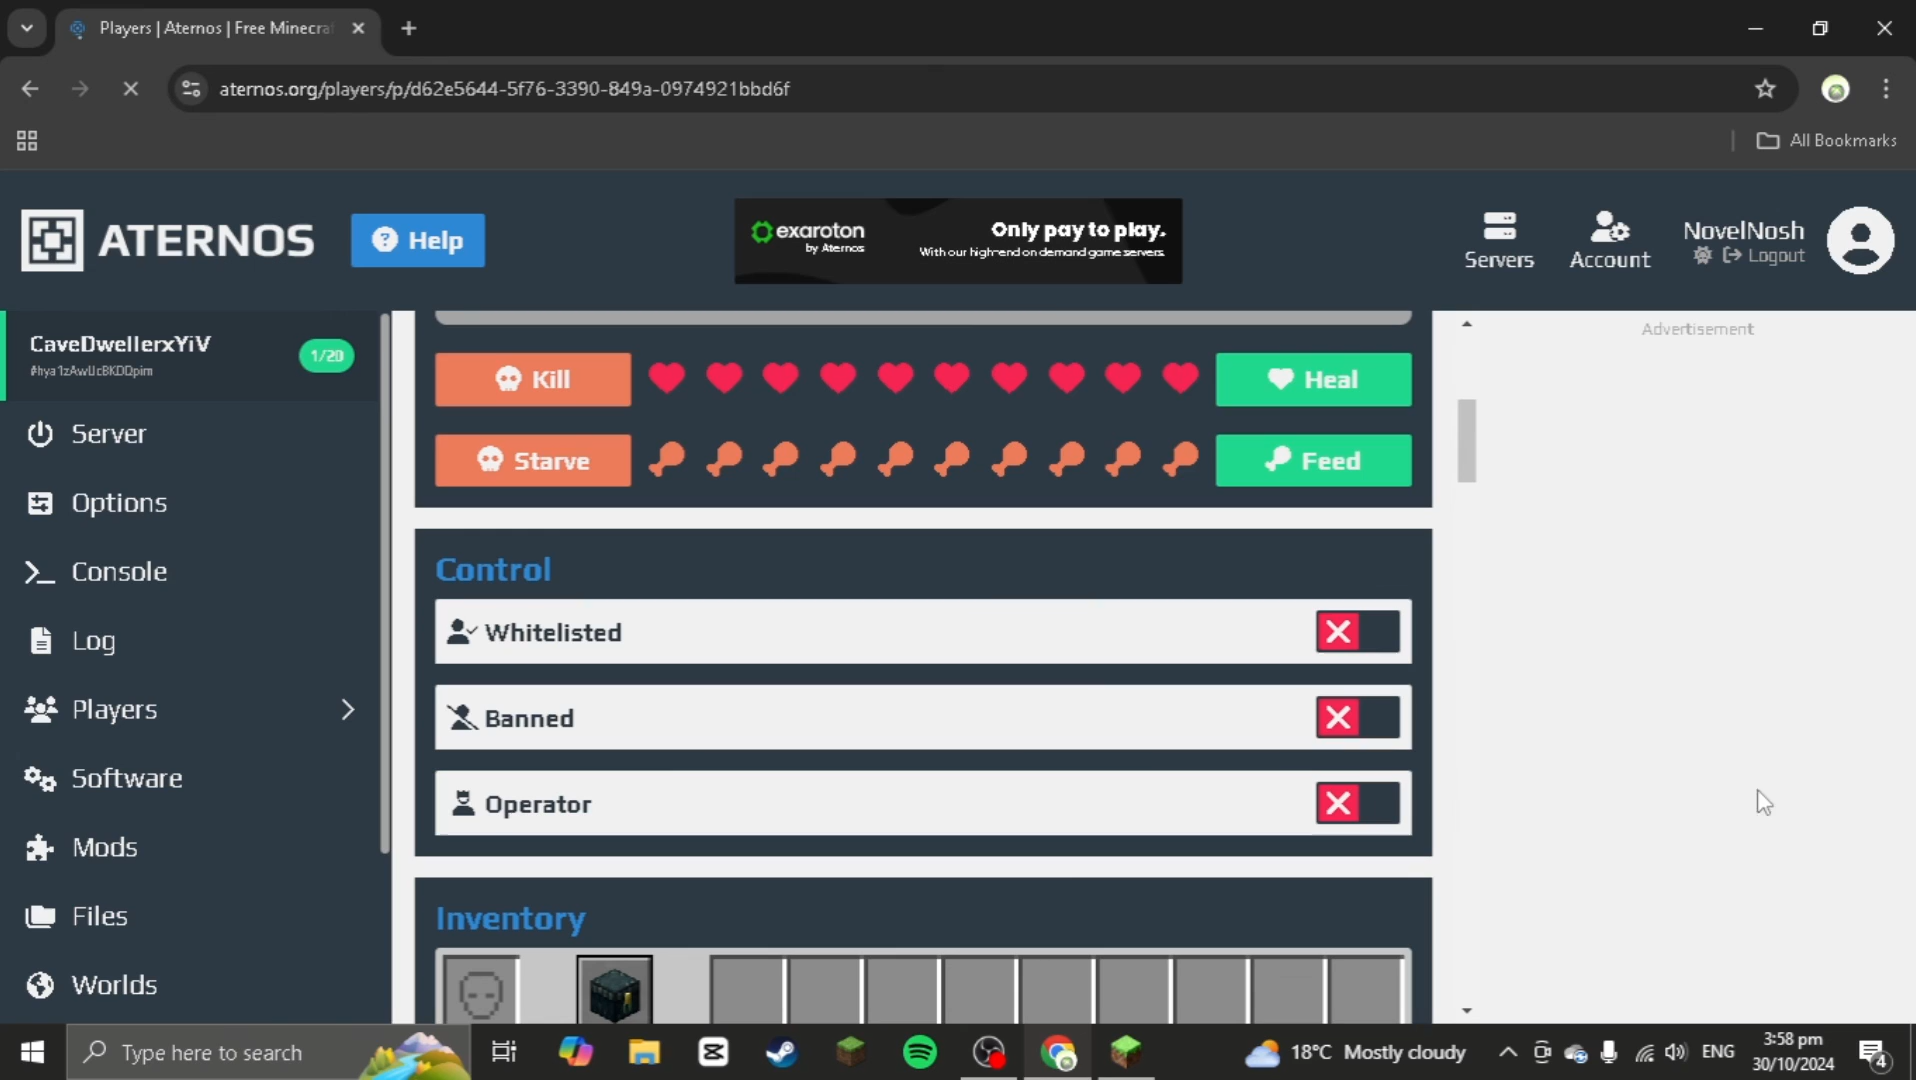 Players | Aternos | Free Minecra
aternos.org/players/p/d62e5644-5f76-3390-849a-0974921bbd6f
All Bookmarks
ATERNOS
Help
exaroton
by Aternos
Only pay to play.
With our high-end on demand game servers.
Servers
Account
NovelNosh
Logout
CaveDwellerxYiV
1/20
Server
Options
Console
Log
Players
Software
Mods
Files
Worlds
Kill
Heal
Starve
Feed
Control
Whitelisted
Banned
Operator
Inventory
Advertisement
Type here to search
18°C Mostly cloudy
ENG
3:58 pm
30/10/2024
4